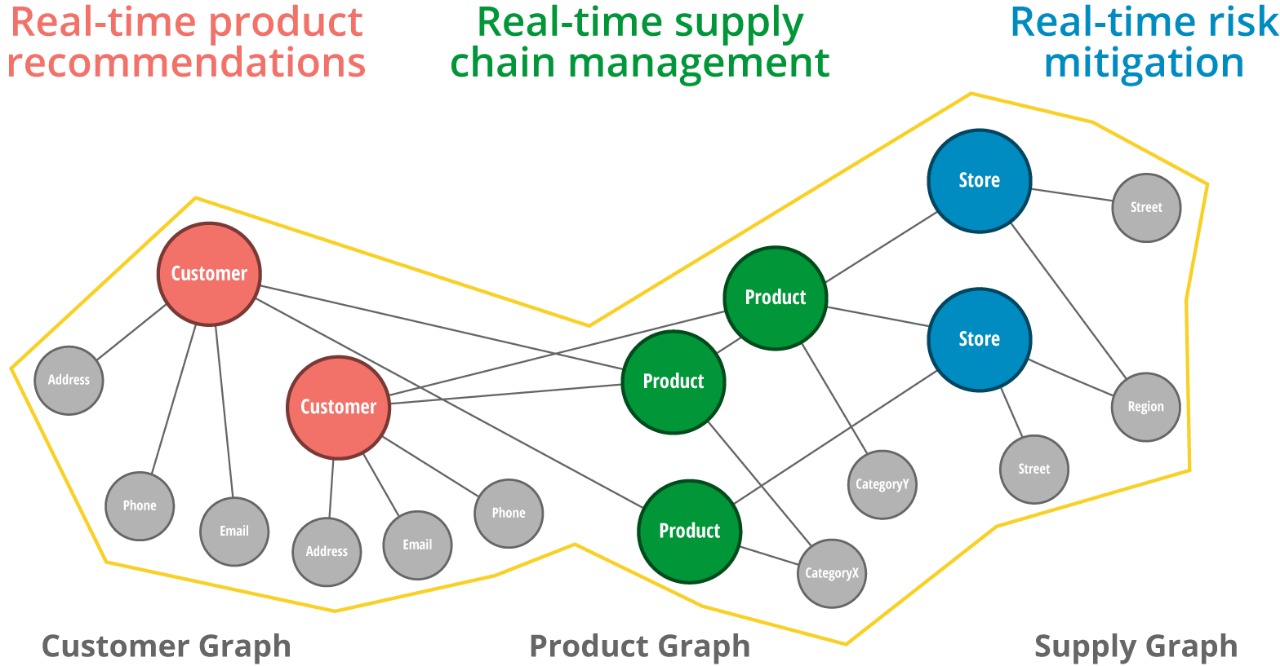 Real-time product
recommendations
Real-time supply
chain management
Real-time risk
mitigation
Store
Street
Customer
Product
Store
Address
Product
Customer
Region
Street
CategoryY
Phone
Phone
Email
Product
Address
Email
CategoryX
Customer Graph
Product Graph
Supply Graph